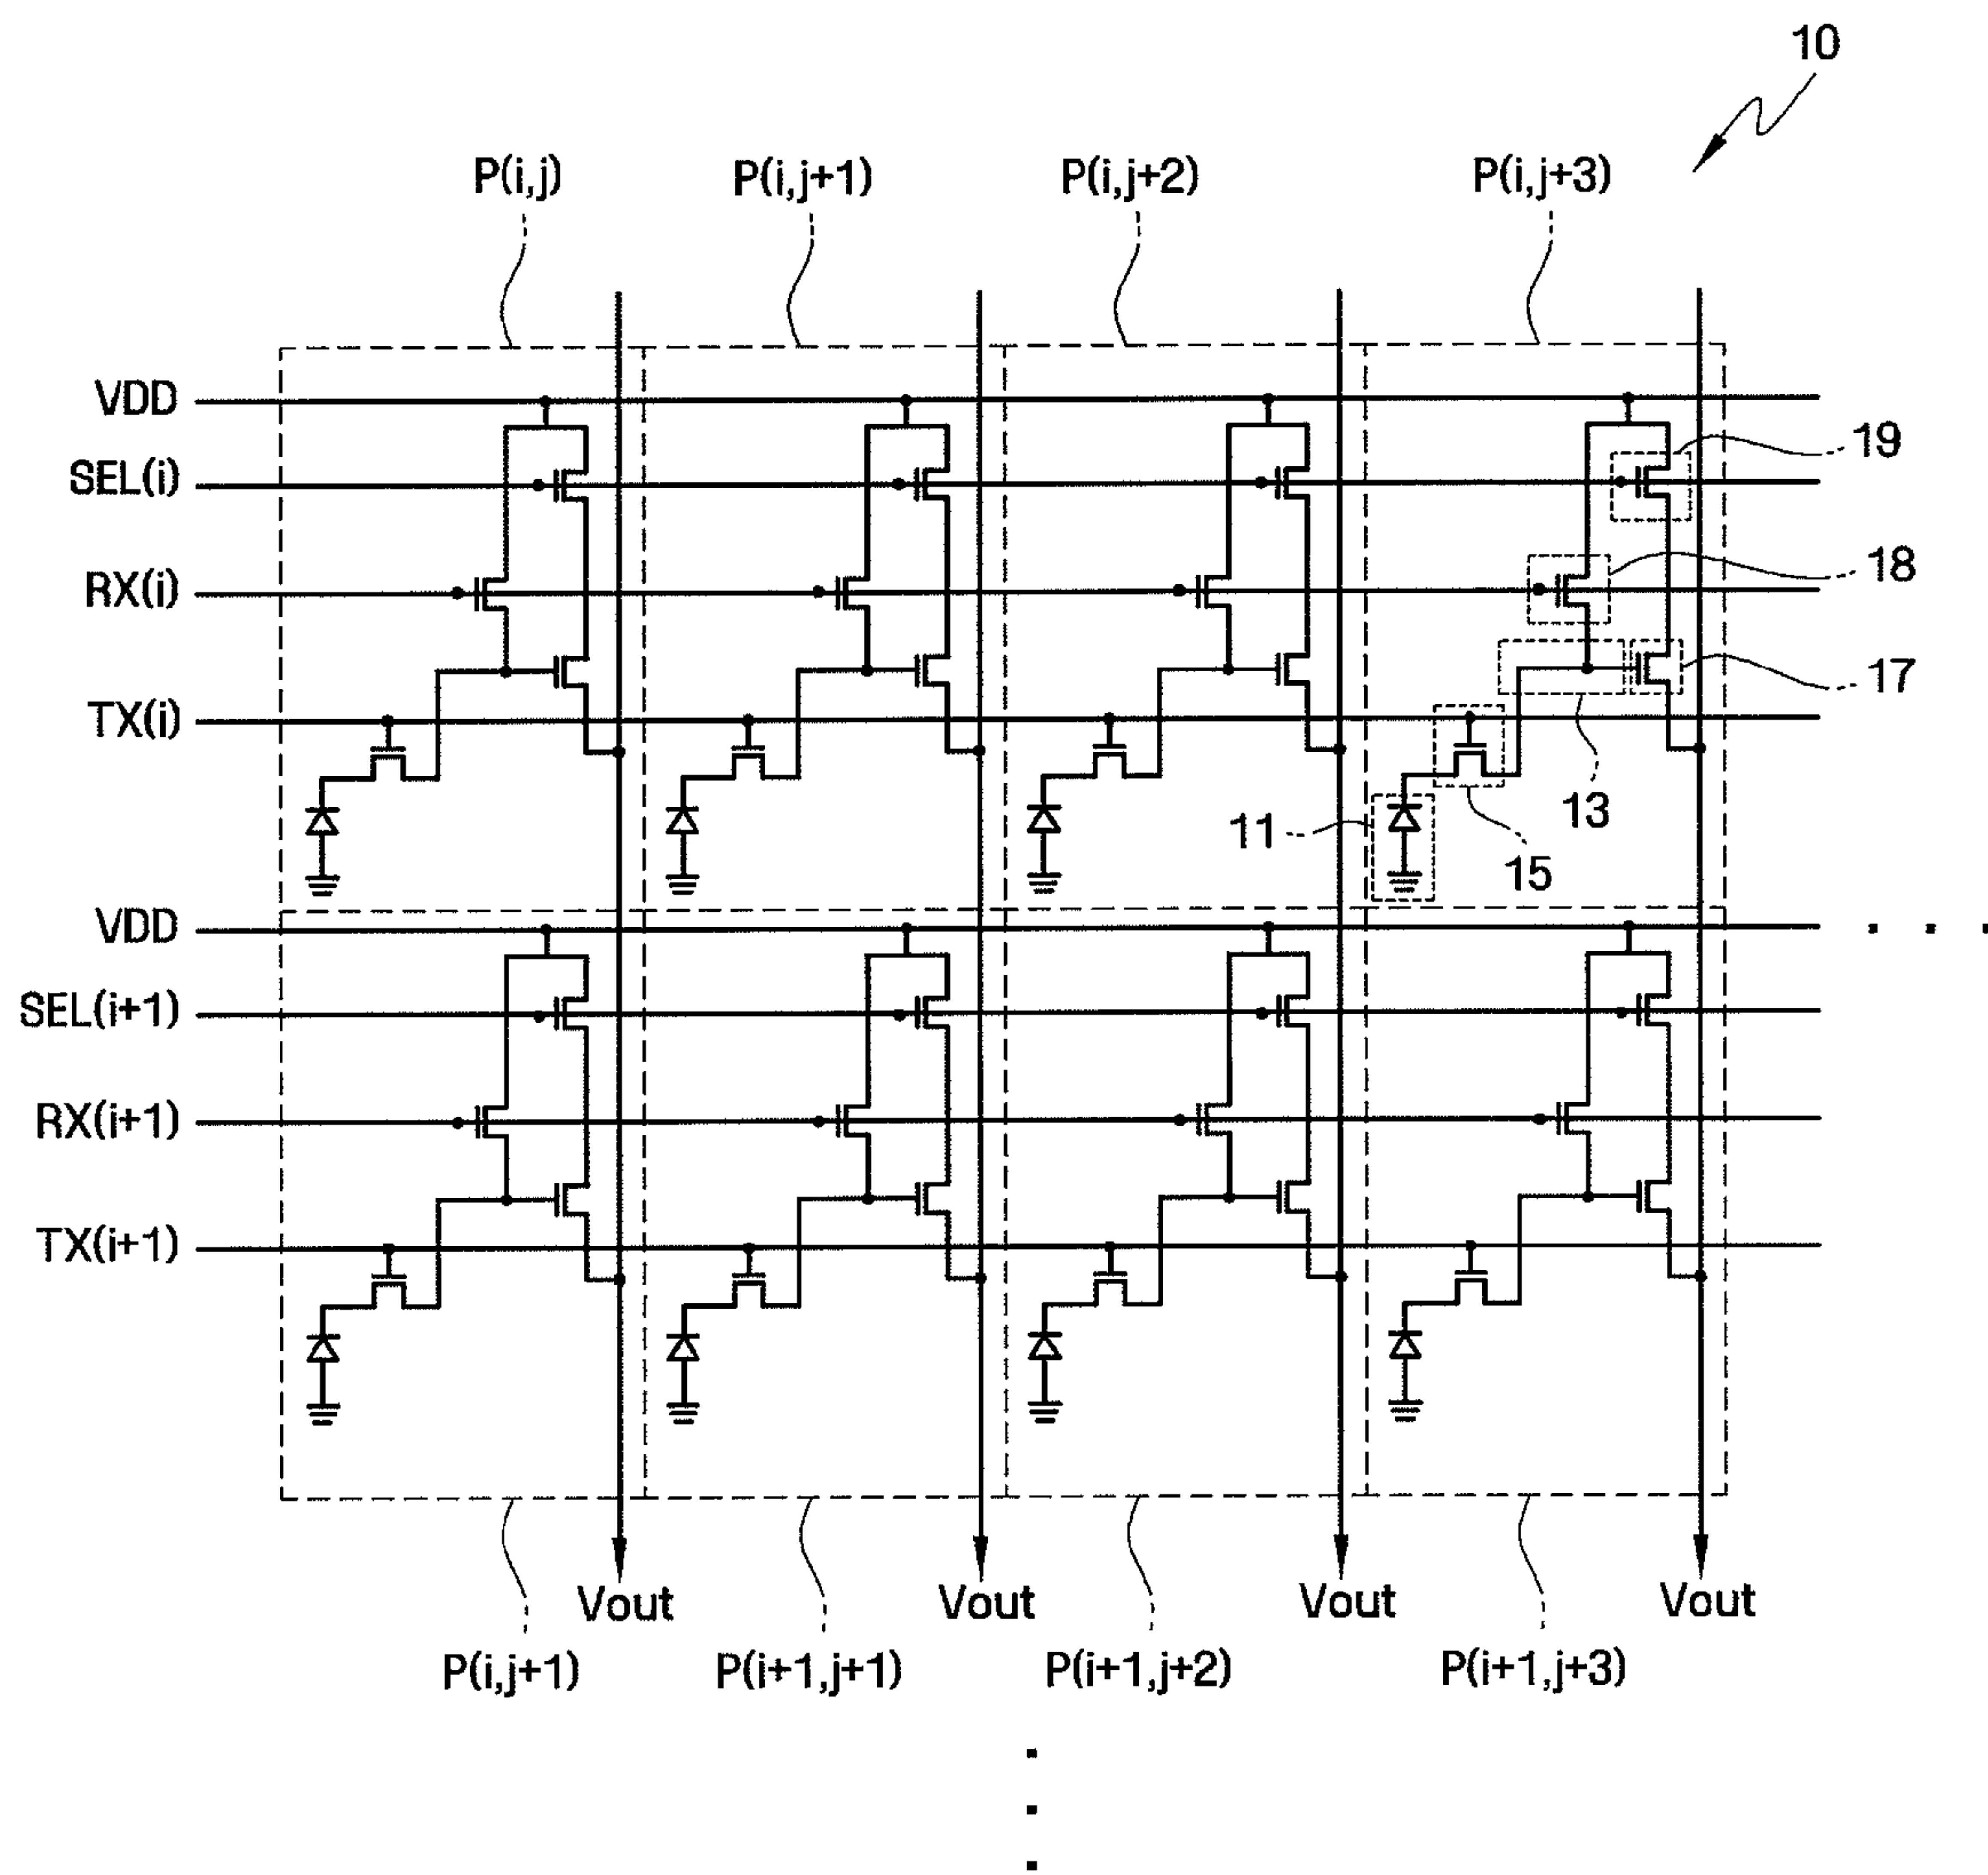 10
P(i,j)
P(i,j+1)
P(i,j+2)
P(i,j+3)
VDD
SEL(i)
19
RX(i)
18
17
TX(i)
13
11
15
VDD
SEL(i+1)
RX(i+1)
TX(i+1)
Vout
Vout
Vout
Vout
P(i,j+1)
P(i+1,j+1)
P(i+1,j+2)
P(i+1,j+3)